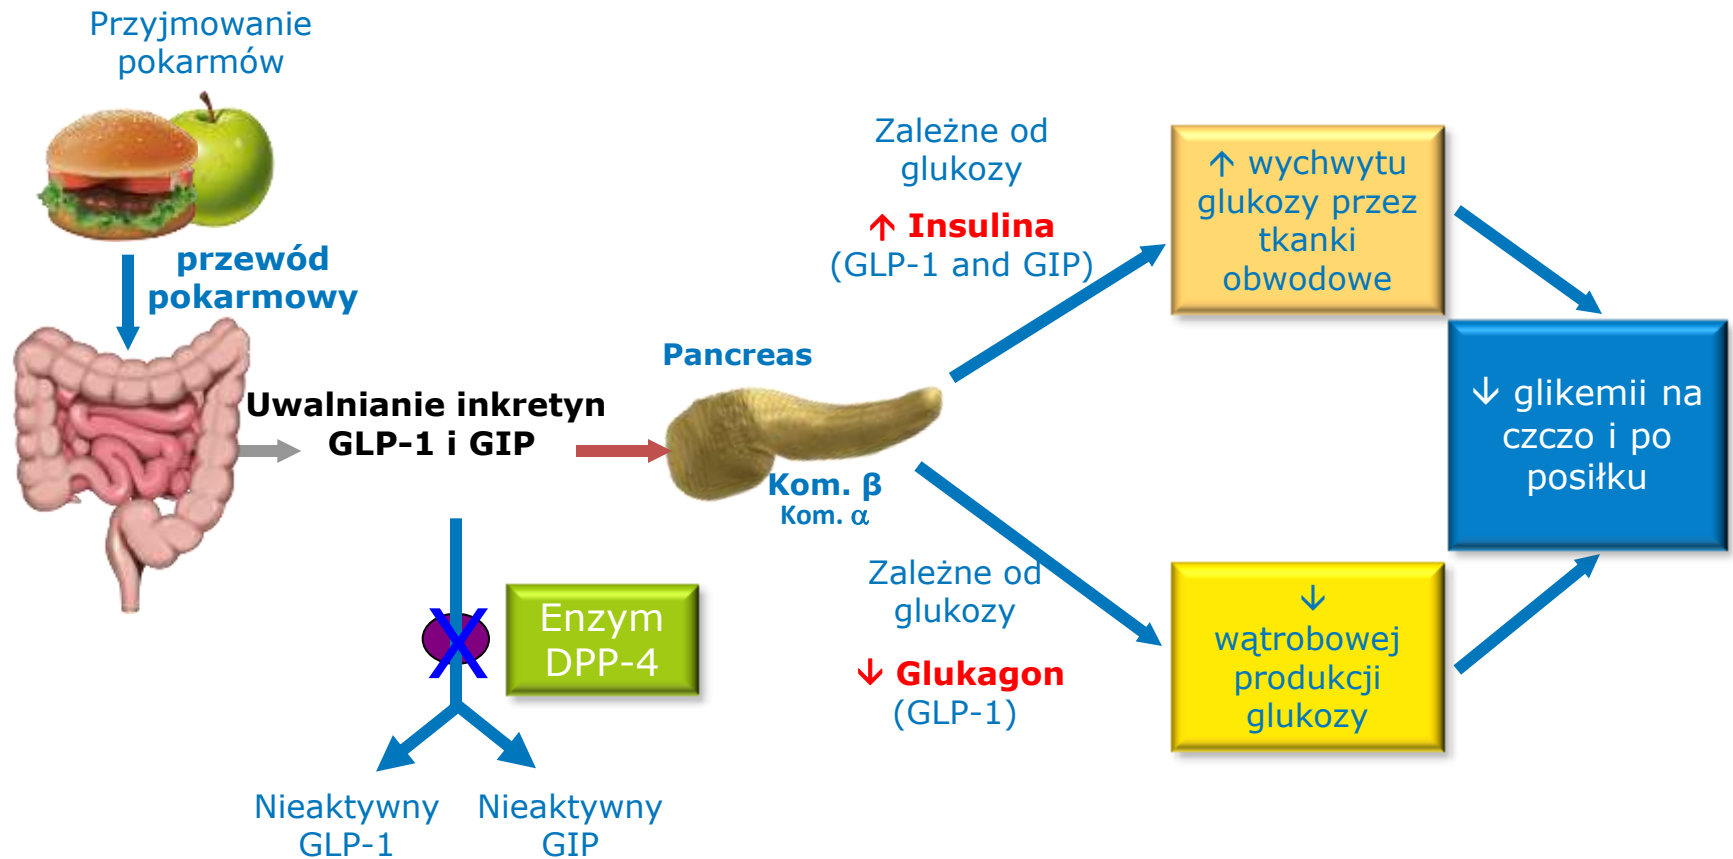 Przyjmowanie
pokarmów
przewód
pokarmowy
Uwalnianie inkretyn
GLP-1 i GIP
Enzym
DPP-4
Nieaktywny
GLP-1
Nieaktywny
GIP
Pancreas
Kom. β
Kom. α
Zależne od
glukozy
↑ Insulina
(GLP-1 and GIP)
Zależne od
glukozy
↓ Glukagon
(GLP-1)
↑ wychwytu
glukozy przez
tkanki
obwodowe
↓
wątrobowej
produkcji
glukozy
↓ glikemii na
czczo i po
posiłku